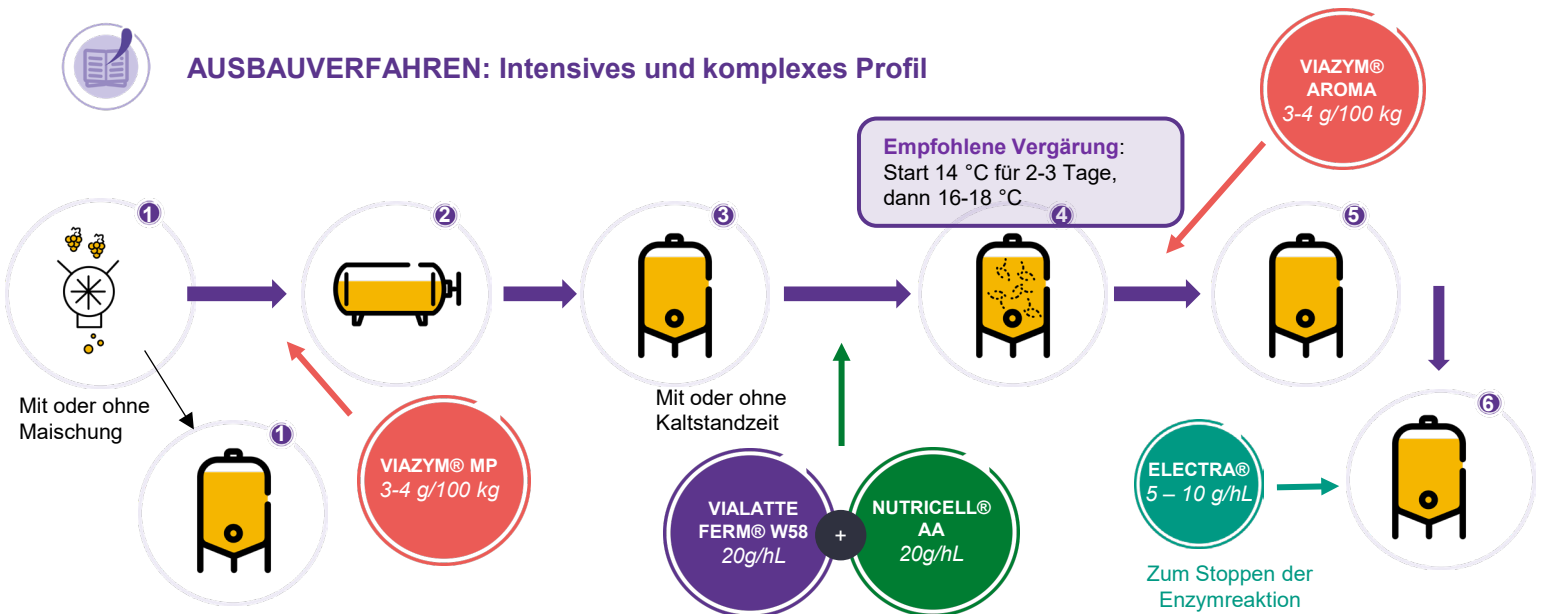 AUSBAUVERFAHREN: Intensives und komplexes Profil
VIAZYM®
AROMA
3-4 g/100 kg
Empfohlene Vergärung:
Start 14 °C für 2-3 Tage,
dann 16-18 °C
1
2
3
4
5
Mit oder ohne
Maischung
1
VIAZYM® MP
3-4 g/100 kg
Mit oder ohne
Kaltstandzeit
VIALATTE
FERM® W58
20g/hL
+
NUTRICELL®
AA
20g/hL
6
ELECTRA®
5 – 10 g/hL
Zum Stoppen der
Enzymreaktion